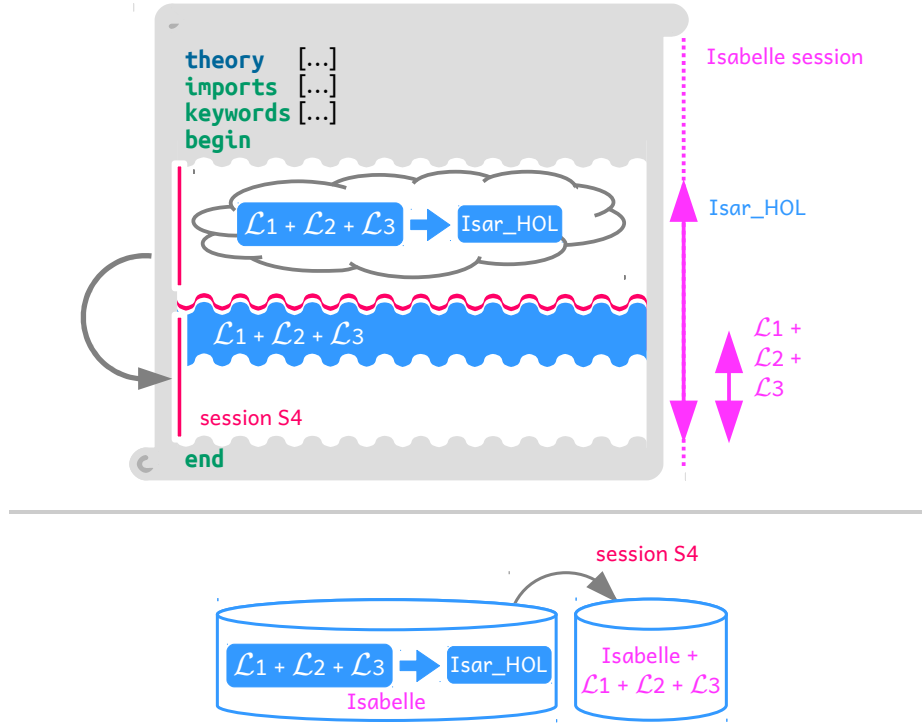 theory [...]
imports [...]
keywords [...]
begin
Isabelle session
ℒ1 + ℒ2 + ℒ3
Isar_HOL
Isar_HOL
ℒ1 + ℒ2 + ℒ3
ℒ1 +
ℒ2 +
ℒ3
session S4
end
session S4
ℒ1 + ℒ2 + ℒ3
Isar_HOL
Isabelle
Isabelle +
ℒ1 + ℒ2 + ℒ3